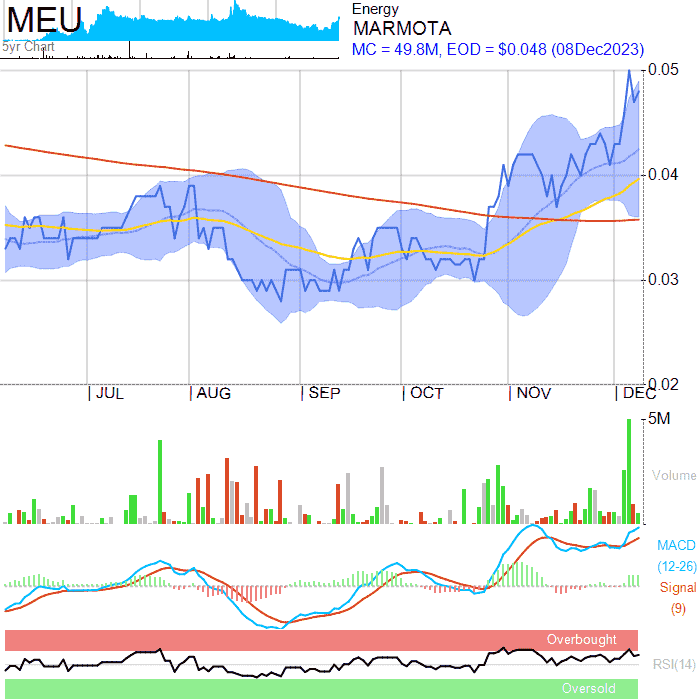 MEU
5yr Chart
Energy
MARMOTA
MC = 49.8M, EOD = $0.048 (08Dec2023)
0.05
0.04
0.03
0.02
JUL AUG SEP OCT NOV DEC
5M
Volume
MACD
(12-26)
Signal
(9)
Overbought
RSI(14)
Oversold